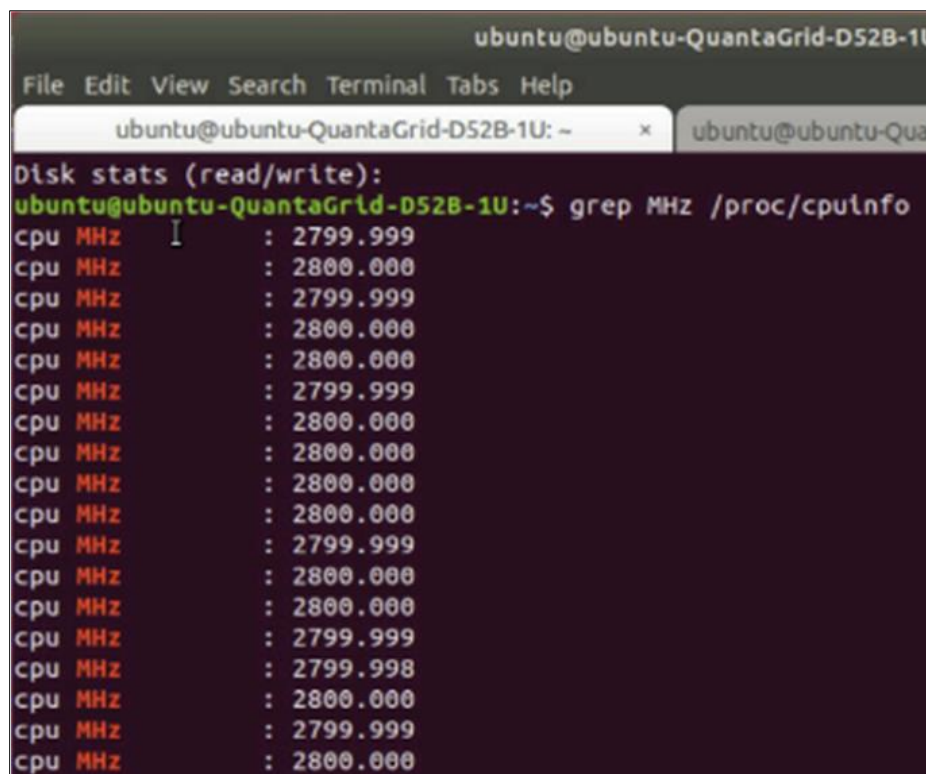 ubuntu@ubuntu-QuantaGrid-D52B-1U
File Edit View Search Terminal Tabs Help
ubuntu@ubuntu-QuantaGrid-D52B-1U: ~ × ubuntu@ubuntu-Qua
Disk stats (read/write):
ubuntu@ubuntu-QuantaGrid-D52B-1U:~$ grep MHz /proc/cpuinfo
cpu MHz : 2799.999
cpu MHz : 2800.000
cpu MHz : 2799.999
cpu MHz : 2800.000
cpu MHz : 2800.000
cpu MHz : 2799.999
cpu MHz : 2800.000
cpu MHz : 2800.000
cpu MHz : 2800.000
cpu MHz : 2800.000
cpu MHz : 2799.999
cpu MHz : 2800.000
cpu MHz : 2800.000
cpu MHz : 2799.999
cpu MHz : 2799.998
cpu MHz : 2800.000
cpu MHz : 2799.999
cpu MHz : 2800.000